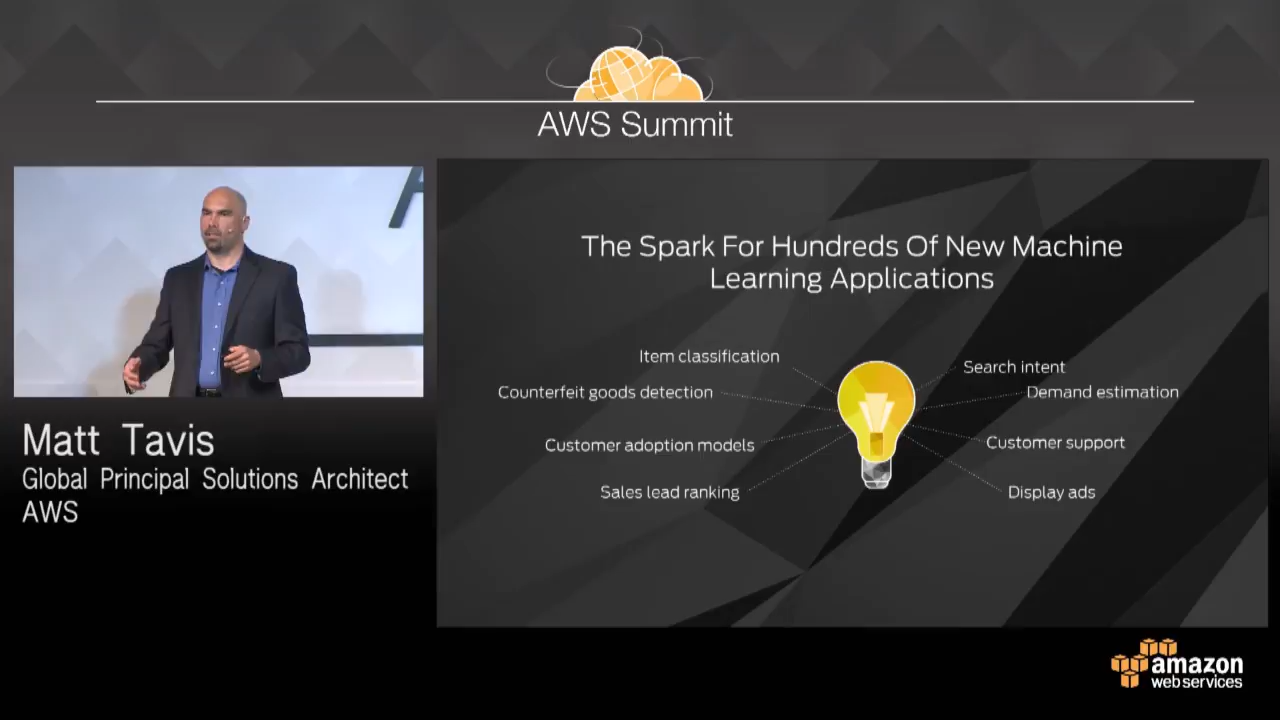 AWS Summit
The Spark For Hundreds Of New Machine
Learning Applications
Item classification
Counterfeit goods detection
Customer adoption models
Sales lead ranking
Search intent
Demand estimation
Customer support
Display ads
Matt Tavis
Global Principal Solutions Architect
AWS
amazon
web services